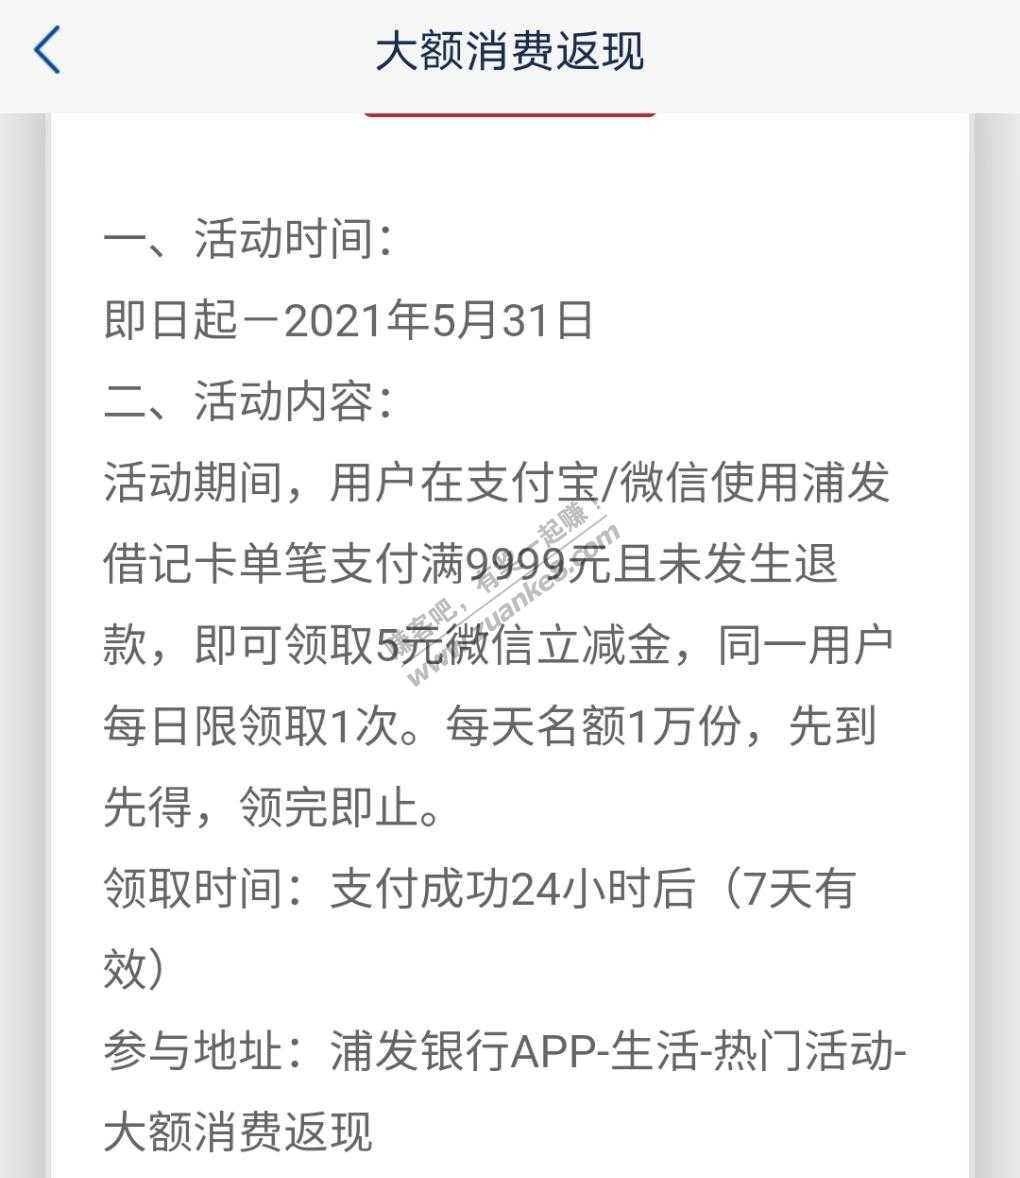 大额消费返现
一、活动时间：
即日起－2021年5月31日
二、活动内容：
活动期间，用户在支付宝/微信使用浦发
借记卡单笔支付满9999元且未发生退
款，即可领取5元微信立减金，同一用户
每日限领取1次。每天名额1万份，先到
先得，领完即止。
领取时间：支付成功24小时后（7天有
效）
参与地址：浦发银行APP-生活-热门活动-
大额消费返现
赚客吧，有奖一起赚！
www.zuanke8.com